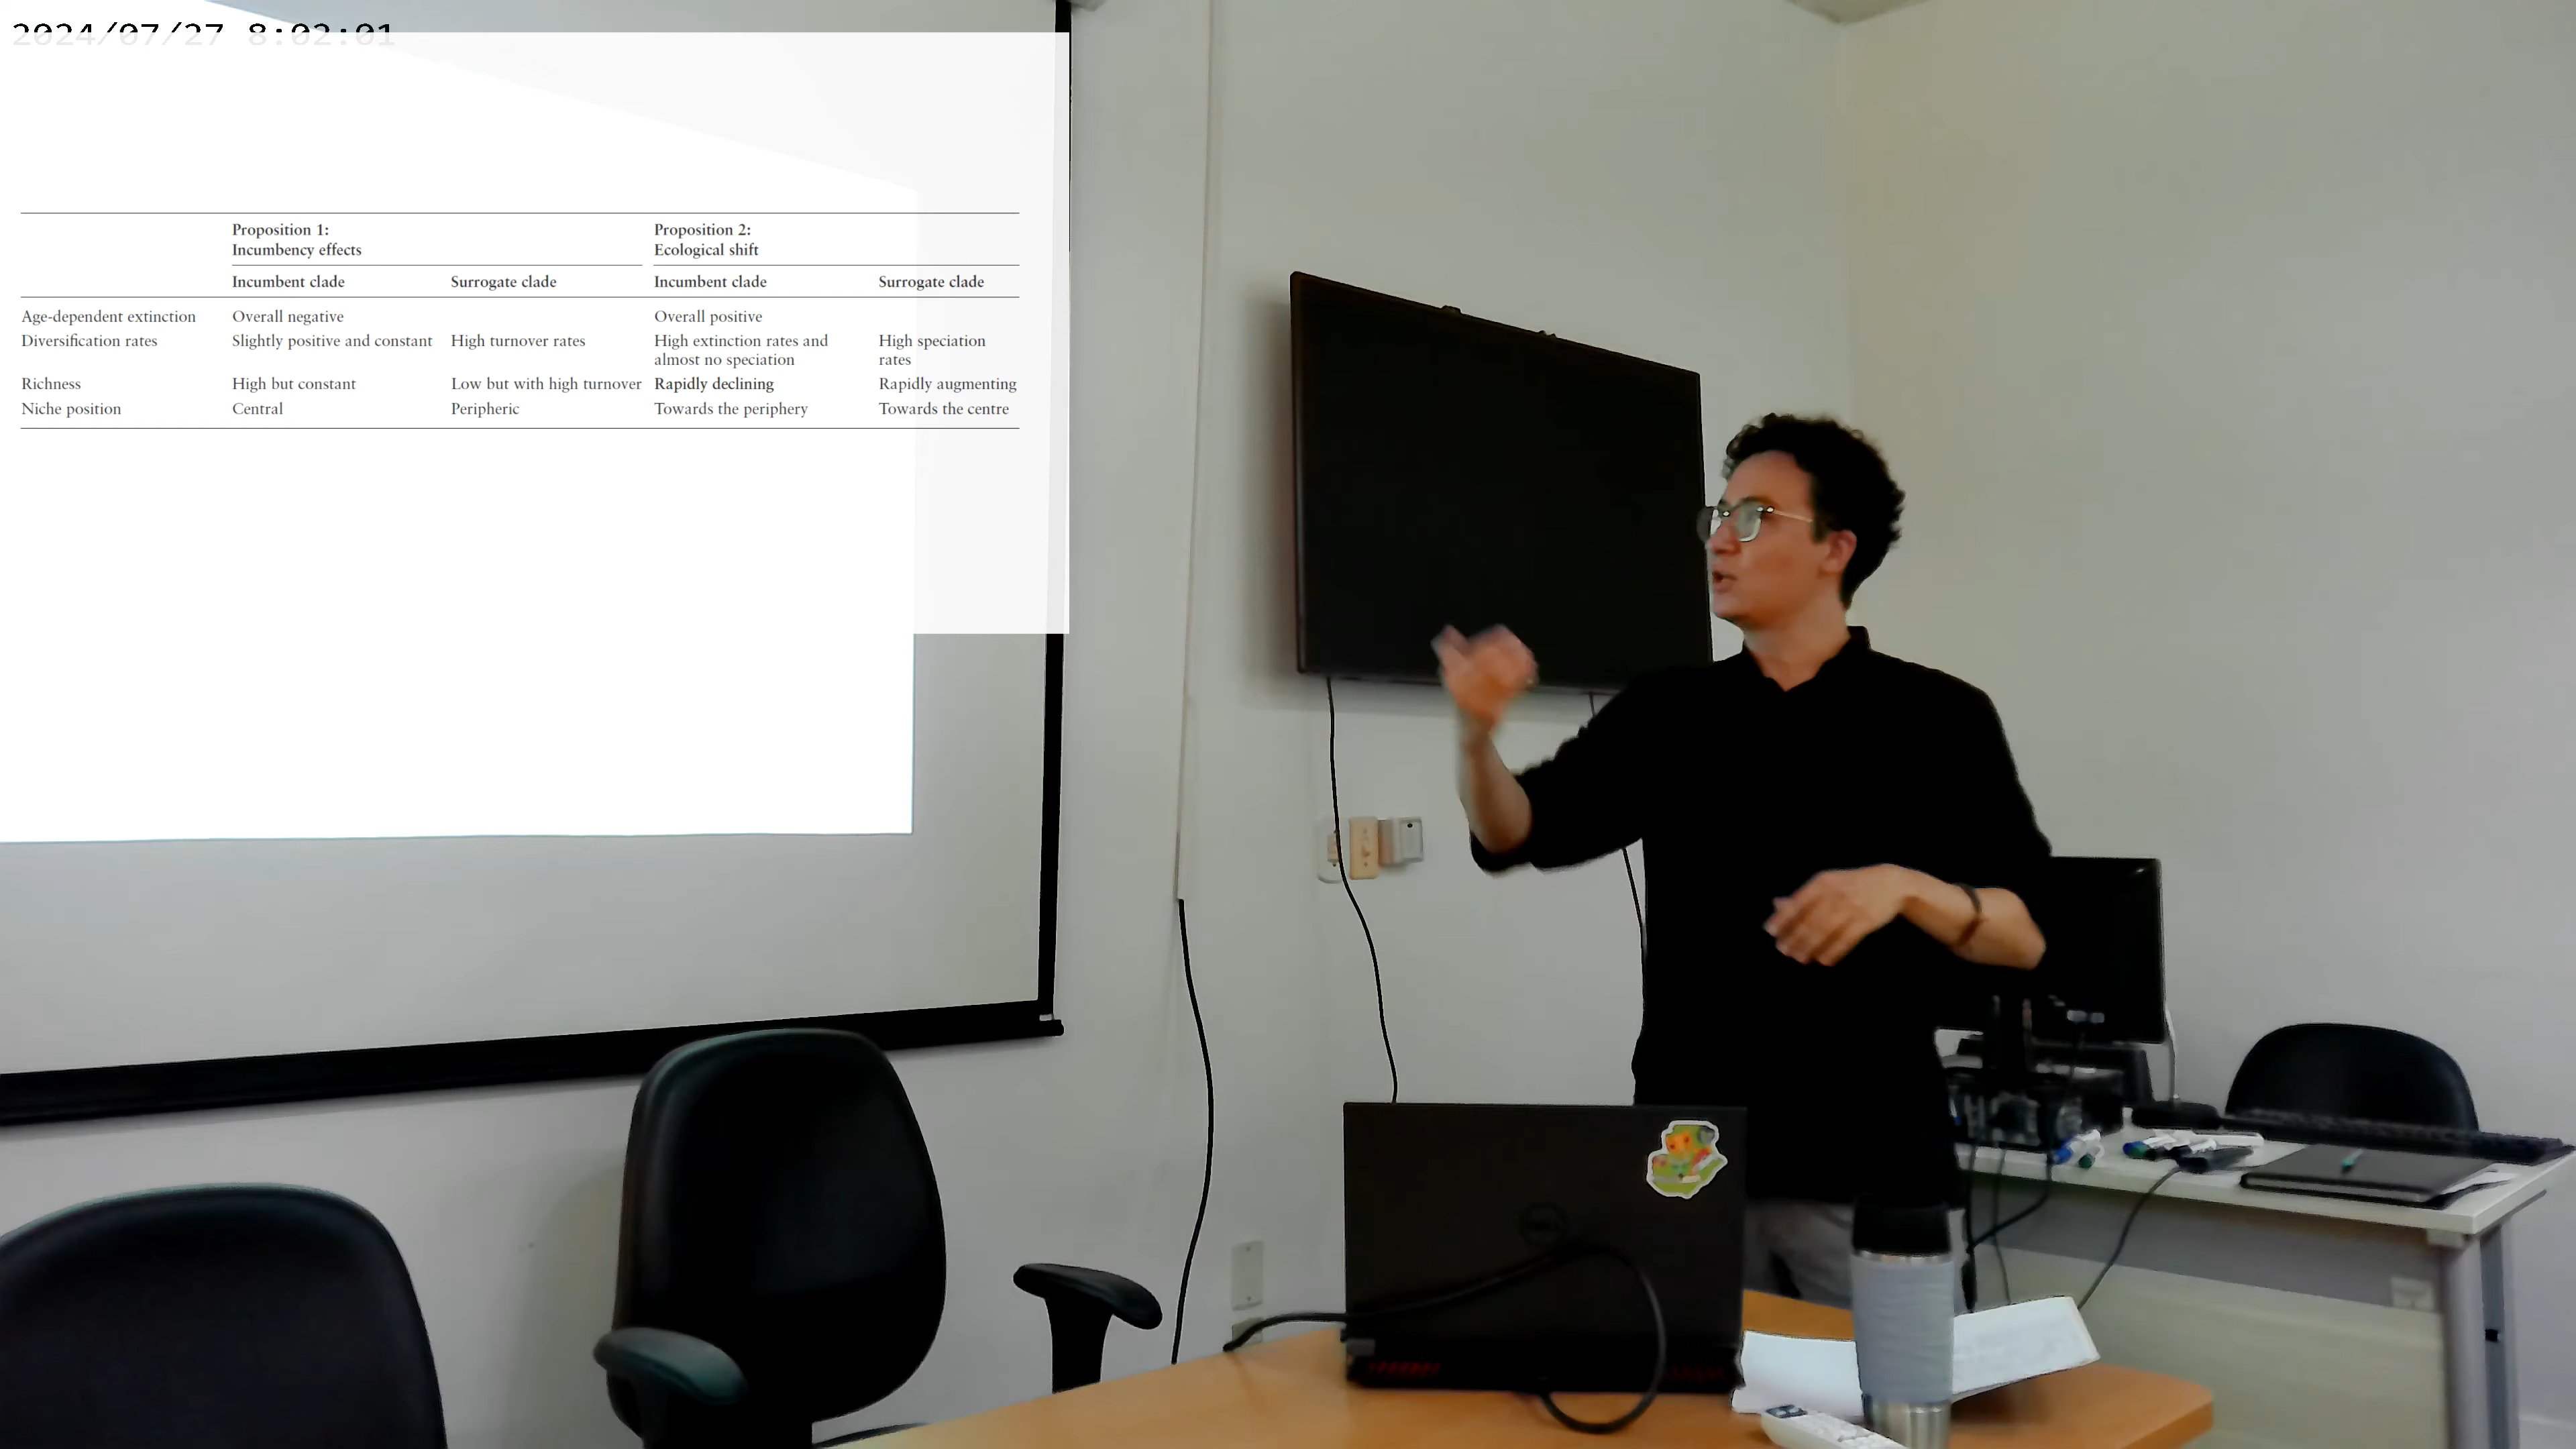 2024/07/27 8:02:01
Proposition 1: Proposition 2:
Incumbency effects Ecological shift
Incumbent clade Surrogate clade Incumbent clade Surrogate clade
Age-dependent extinction Overall negative Overall positive
Diversification rates Slightly positive and constant High turnover rates High extinction rates and High speciation
almost no speciation rates
Richness High but constant Low but with high turnover Rapidly declining Rapidly augmenting
Niche position Central Peripheric Towards the periphery Towards the centre